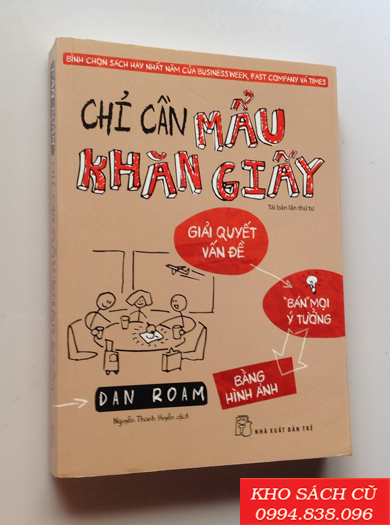 BÌNH CHỌN SÁCH HAY NHẤT NĂM CỦA BUSINESSWEEK, FAST COMPANY VÀ TIMES
CHỈ CẦN MẨU
KHĂN GIẤY
Tái bản lần thứ tư
GIẢI QUYẾT
VẤN ĐỀ
"BÁN" MỌI
Ý TƯỞNG
BẰNG
HÌNH ẢNH
DAN ROAM
Nguyễn Thanh Huyền dịch
NHÀ XUẤT BẢN TRẺ
KHO SÁCH CŨ
0994.838.096